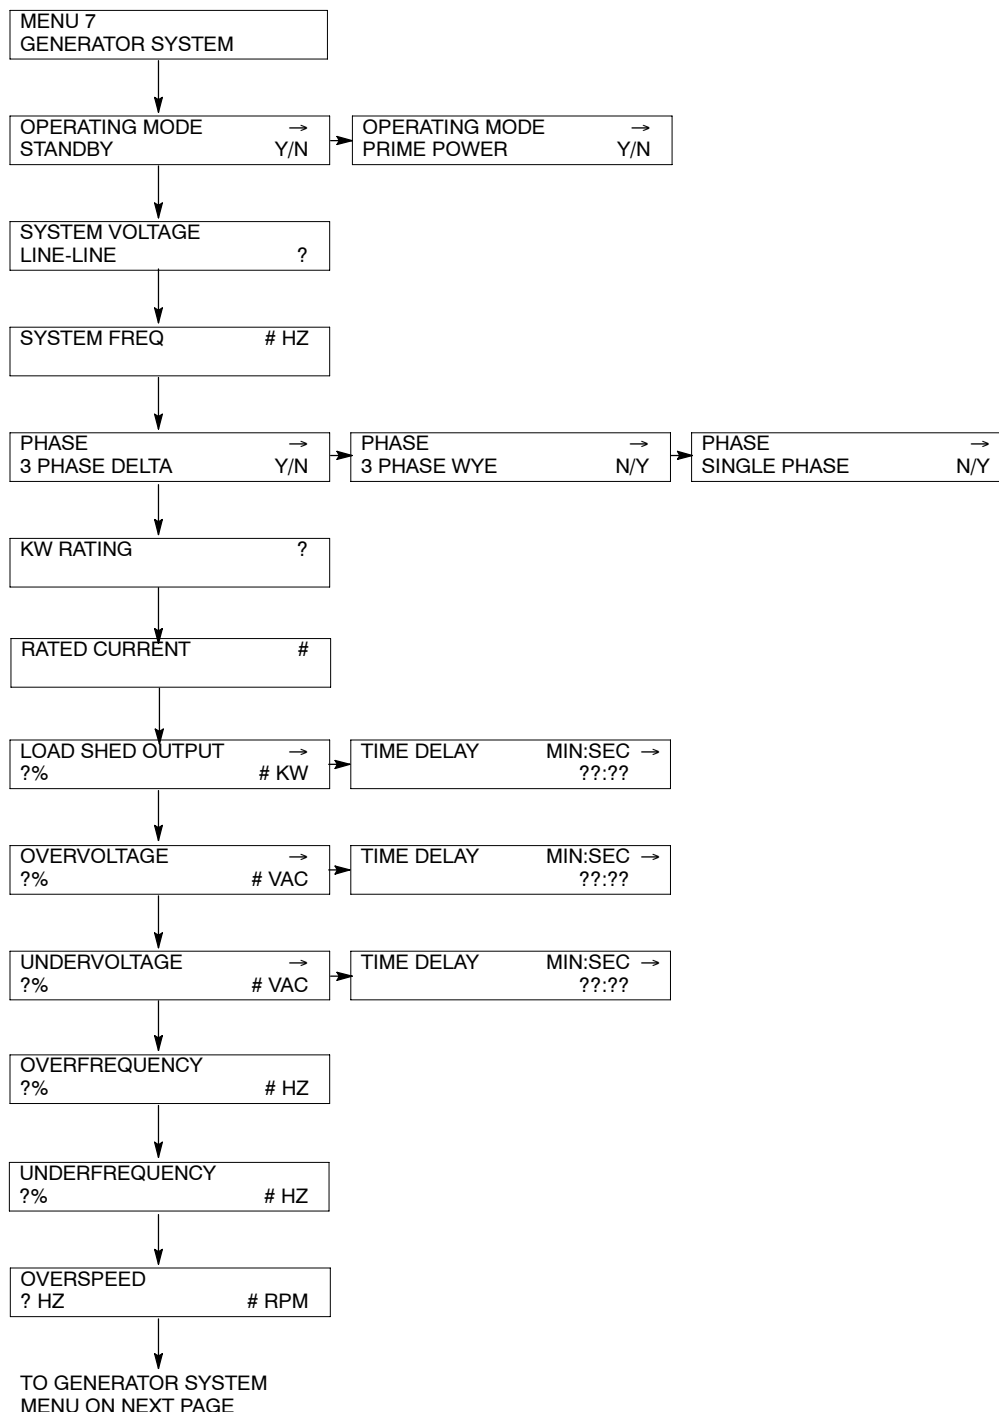 MENU 7
GENERATOR SYSTEM
OPERATING MODE →
STANDBY Y/N
OPERATING MODE →
PRIME POWER Y/N
SYSTEM VOLTAGE
LINE-LINE ?
SYSTEM FREQ # HZ
PHASE →
3 PHASE DELTA Y/N
PHASE →
3 PHASE WYE N/Y
PHASE →
SINGLE PHASE N/Y
KW RATING ?
RATED CURRENT #
LOAD SHED OUTPUT →
?% # KW
TIME DELAY MIN:SEC →
??:??
OVERVOLTAGE →
?% # VAC
TIME DELAY MIN:SEC →
??:??
UNDERVOLTAGE →
?% # VAC
TIME DELAY MIN:SEC →
??:??
OVERFREQUENCY
?% # HZ
UNDERFREQUENCY
?% # HZ
OVERSPEED
? HZ # RPM
TO GENERATOR SYSTEM
MENU ON NEXT PAGE